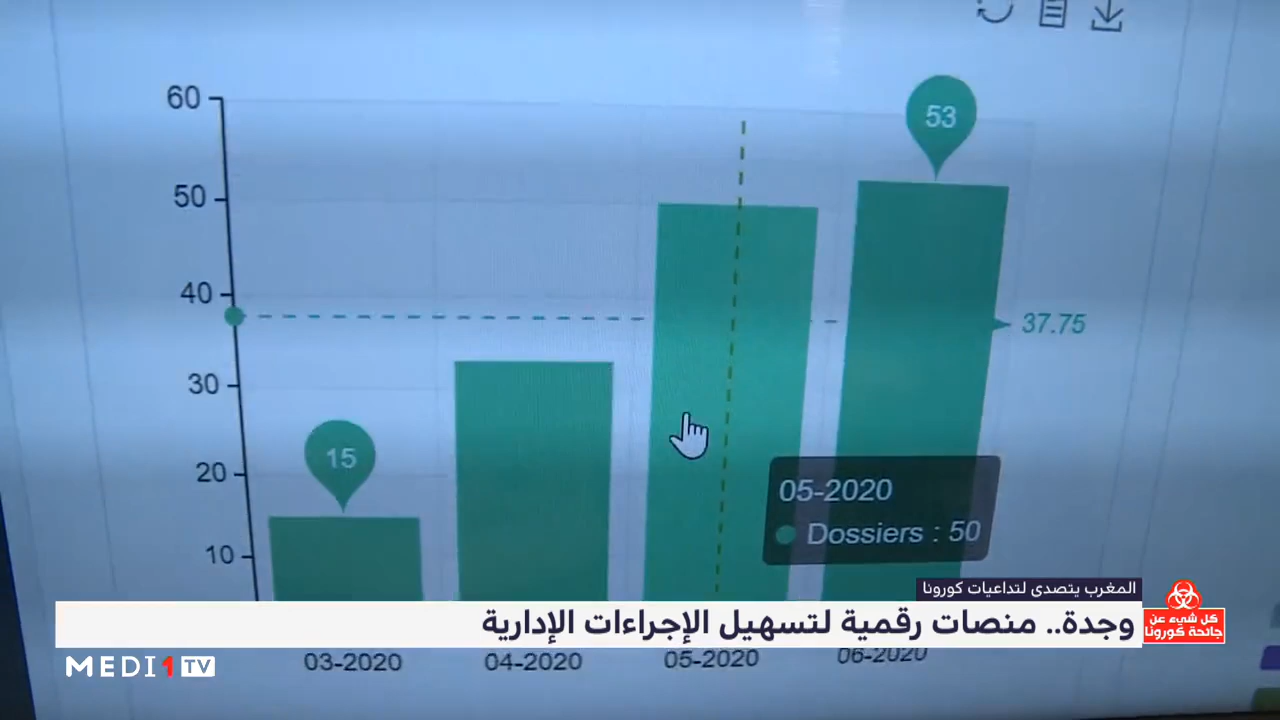 60
53
50
40
37.75
30
15
20
05-2020
Dossiers : 50
10
المغرب يتصدى لتداعيات كورونا
وجدة.. منصات رقمية لتسهيل الإجراءات الإدارية
كل شيء عن
جائحة كورونا
MEDI1TV
03-2020 04-2020 05-2020 06-2020